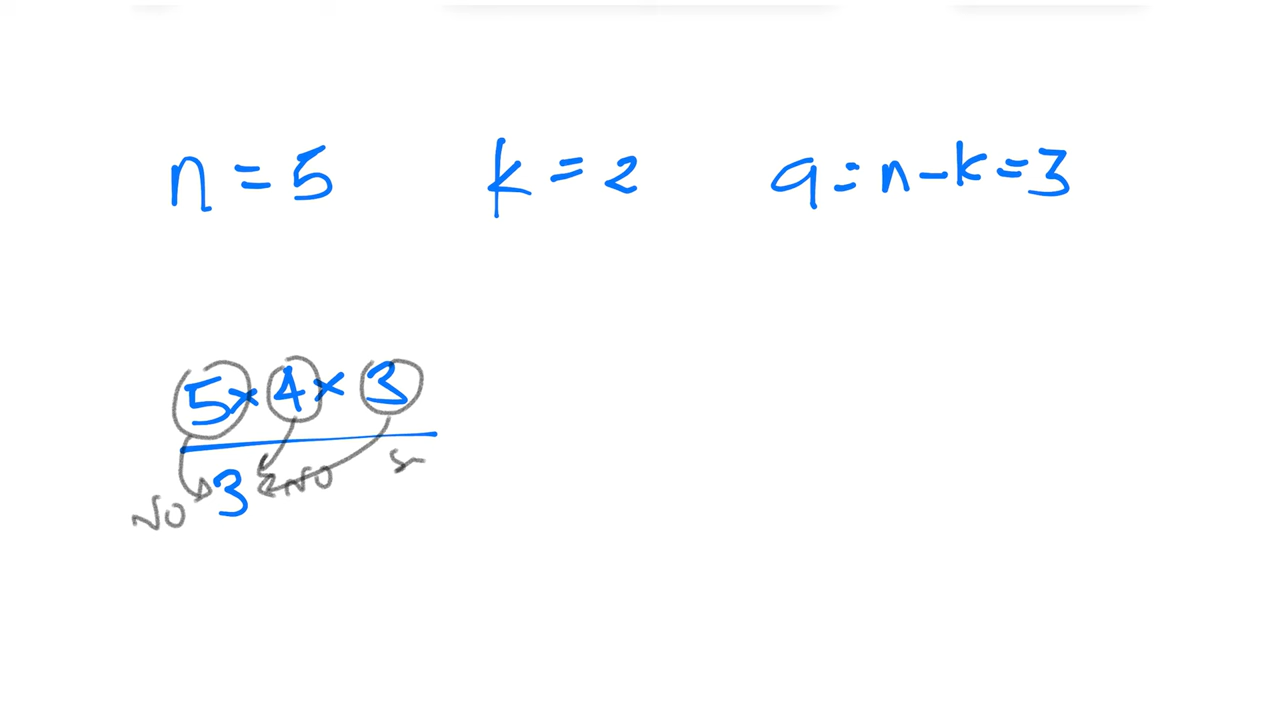 n = 5 k = 2 a = n - k = 3
5 × 4 × 3
3
NO
NO